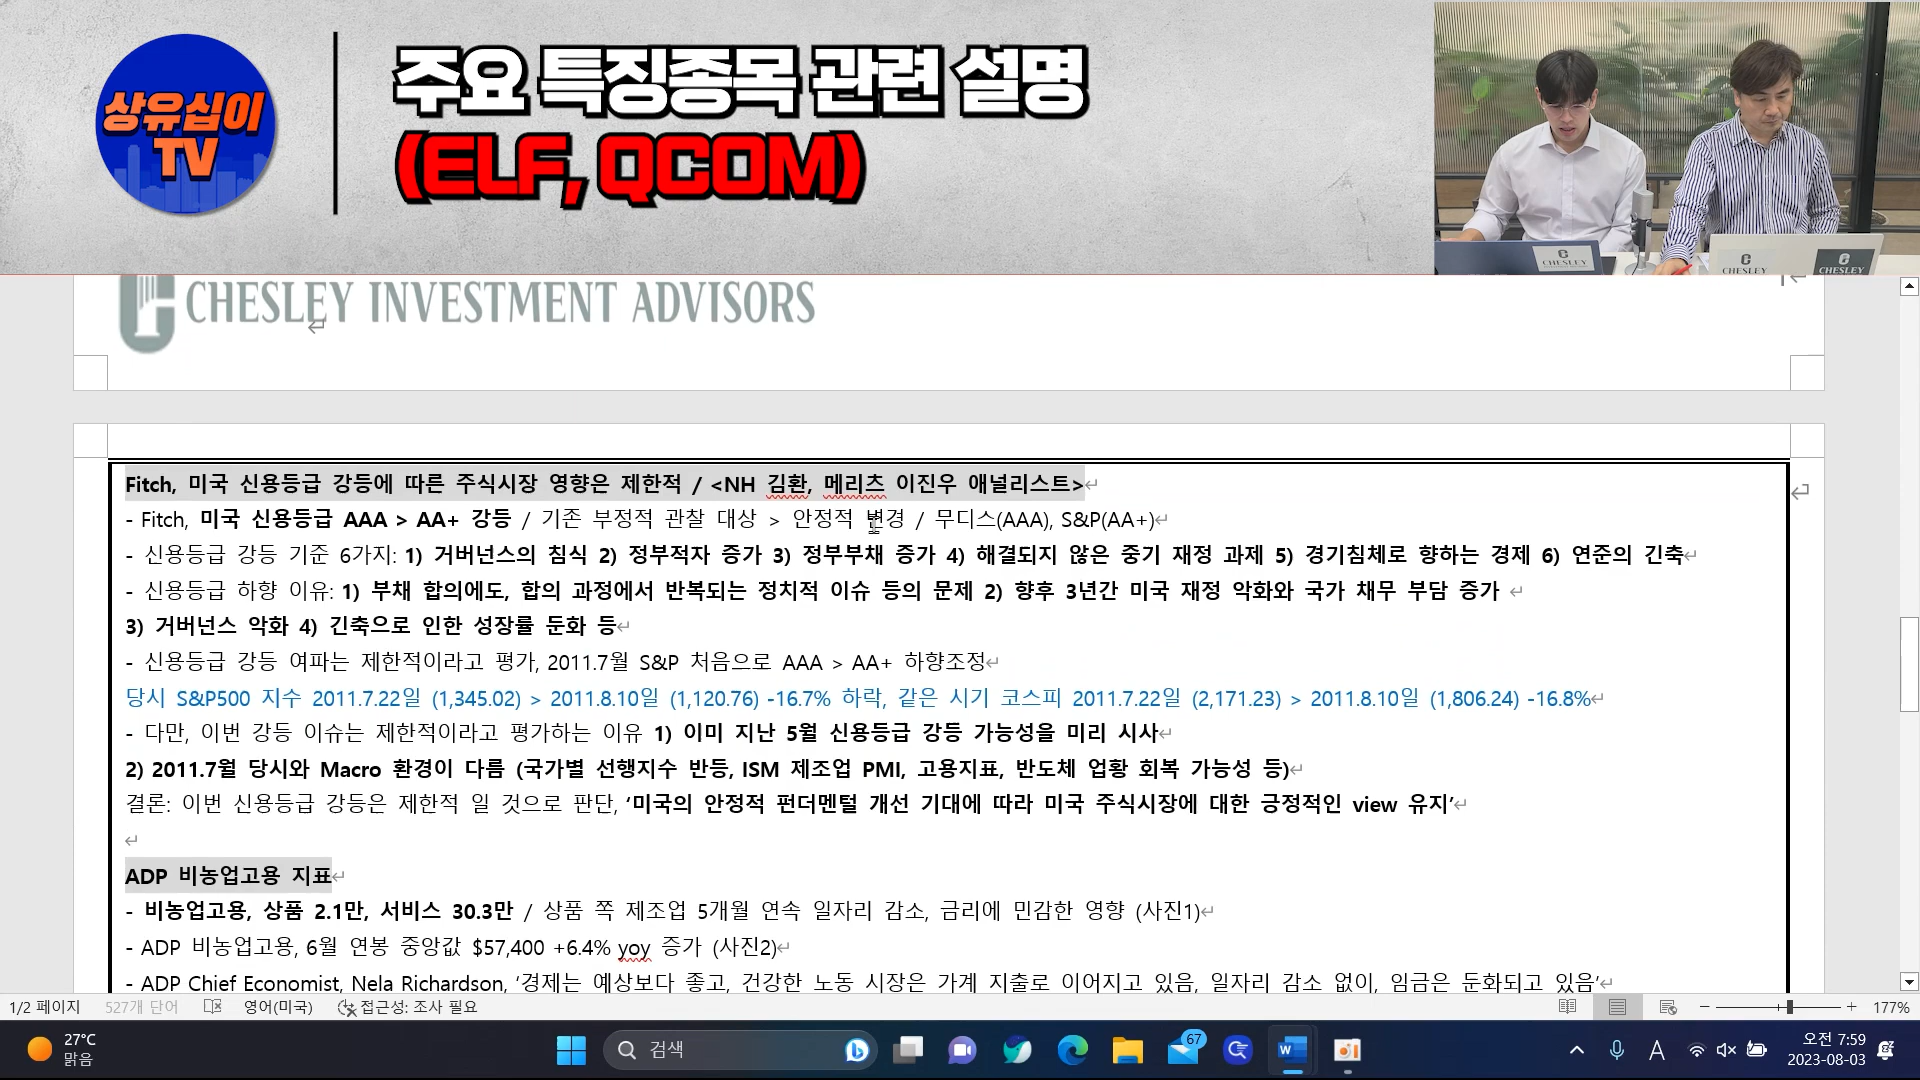 상유십이
TV
주요 특징종목 관련 설명
(ELF, QCOM)
CHESLEY
CHESLEY
CHESLEY
CHESLEY INVESTMENT ADVISORS
Fitch, 미국 신용등급 강등에 따른 주식시장 영향은 제한적 / <NH 김환, 메리츠 이진우 애널리스트>
- Fitch, 미국 신용등급 AAA > AA+ 강등 / 기존 부정적 관찰 대상 > 안정적 변경 / 무디스(AAA), S&P(AA+)
- 신용등급 강등 기준 6가지: 1) 거버넌스의 침식 2) 정부적자 증가 3) 정부부채 증가 4) 해결되지 않은 중기 재정 과제 5) 경기침체로 향하는 경제 6) 연준의 긴축
- 신용등급 하향 이유: 1) 부채 합의에도, 합의 과정에서 반복되는 정치적 이슈 등의 문제 2) 향후 3년간 미국 재정 악화와 국가 채무 부담 증가
3) 거버넌스 악화 4) 긴축으로 인한 성장률 둔화 등
- 신용등급 강등 여파는 제한적이라고 평가, 2011.7월 S&P 처음으로 AAA > AA+ 하향조정
당시 S&P500 지수 2011.7.22일 (1,345.02) > 2011.8.10일 (1,120.76) -16.7% 하락, 같은 시기 코스피 2011.7.22일 (2,171.23) > 2011.8.10일 (1,806.24) -16.8%
- 다만, 이번 강등 이슈는 제한적이라고 평가하는 이유 1) 이미 지난 5월 신용등급 강등 가능성을 미리 시사
2) 2011.7월 당시와 Macro 환경이 다름 (국가별 선행지수 반등, ISM 제조업 PMI, 고용지표, 반도체 업황 회복 가능성 등)
결론: 이번 신용등급 강등은 제한적 일 것으로 판단, ‘미국의 안정적 펀더멘털 개선 기대에 따라 미국 주식시장에 대한 긍정적인 view 유지’
ADP 비농업고용 지표
- 비농업고용, 상품 2.1만, 서비스 30.3만 / 상품 쪽 제조업 5개월 연속 일자리 감소, 금리에 민감한 영향 (사진1)
- ADP 비농업고용, 6월 연봉 중앙값 $57,400 +6.4% yoy 증가 (사진2)
- ADP Chief Economist, Nela Richardson, ‘경제는 예상보다 좋고, 건강한 노동 시장은 가계 지출로 이어지고 있음, 일자리 감소 없이, 임금은 둔화되고 있음’
1/2 페이지 527개 단어 영어(미국) 접근성: 조사 필요 177%
27°C
맑음
검색
67
A
오전 7:59
2023-08-03